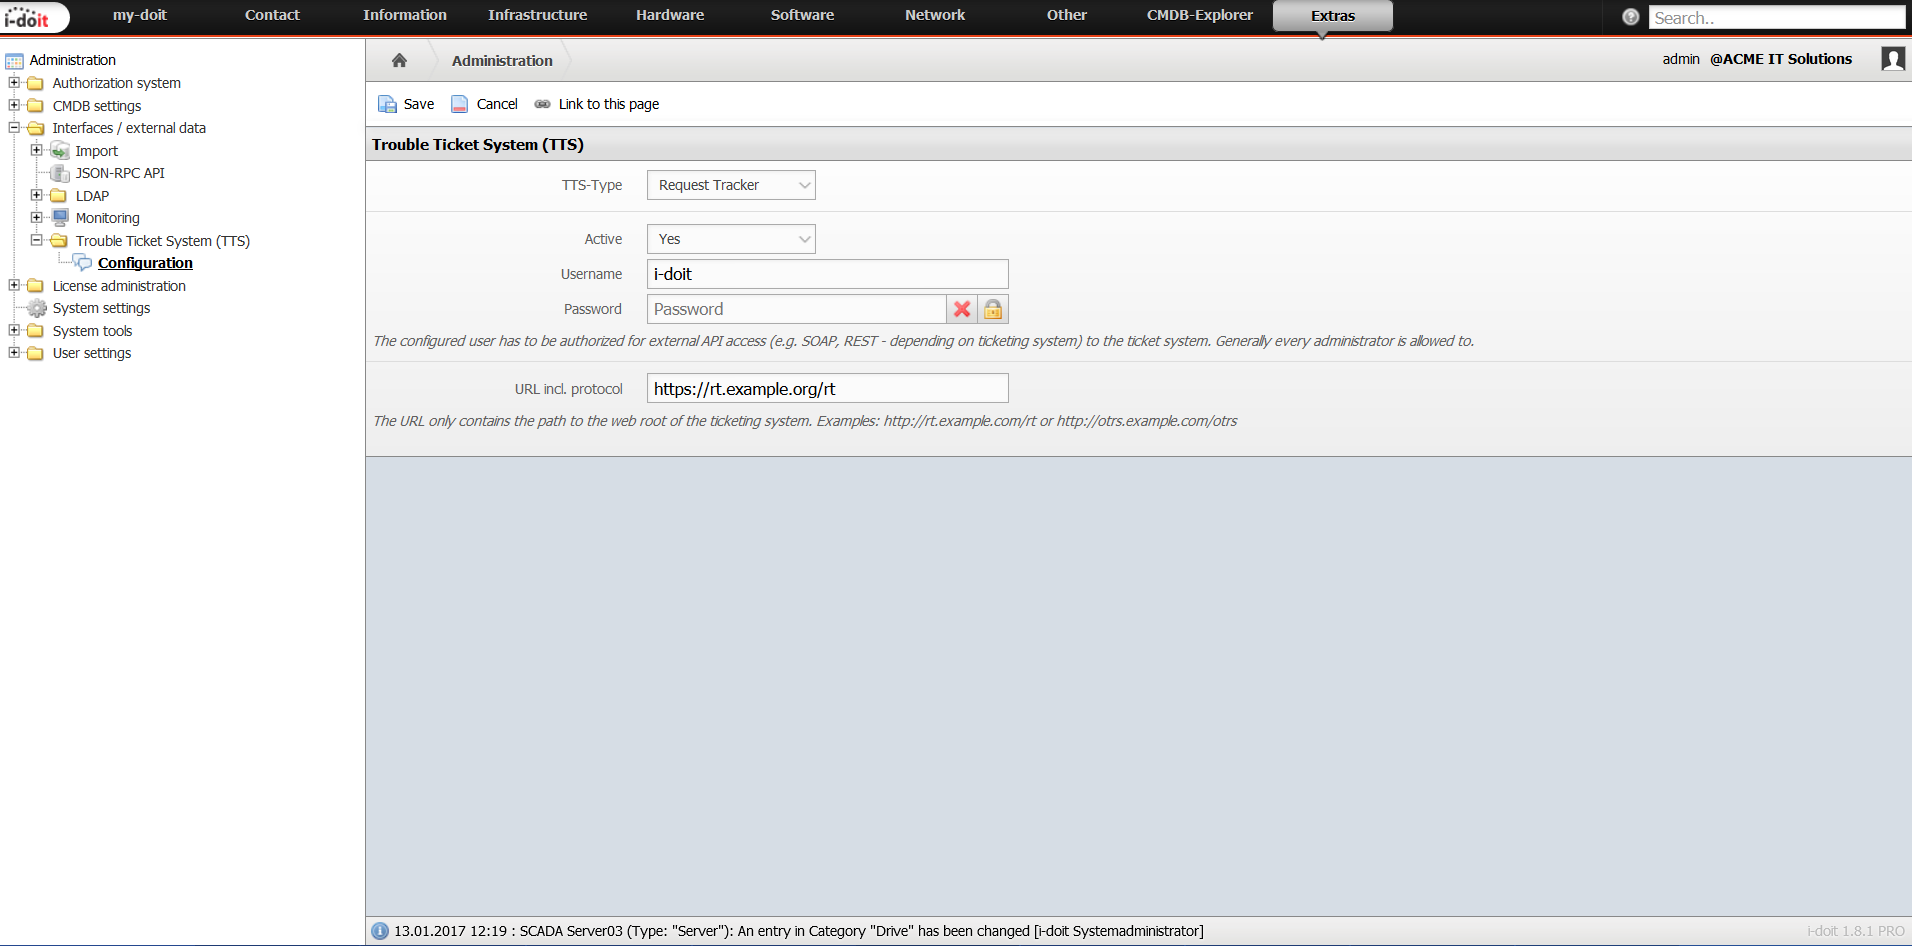 i-doit my-doit Contact Information Infrastructure Hardware Software Network Other CMDB-Explorer Extras ? Search..
Administration
Authorization system
CMDB settings
Interfaces / external data
Import
JSON-RPC API
LDAP
Monitoring
Trouble Ticket System (TTS)
Configuration
License administration
System settings
System tools
User settings
Administration admin @ACME IT Solutions
Save Cancel Link to this page
Trouble Ticket System (TTS)
TTS-Type Request Tracker
Active Yes
Username i-doit
Password Password
The configured user has to be authorized for external API access (e.g. SOAP, REST - depending on ticketing system) to the ticket system. Generally every administrator is allowed to.
URL incl. protocol https://rt.example.org/rt
The URL only contains the path to the web root of the ticketing system. Examples: http://rt.example.com/rt or http://otrs.example.com/otrs
13.01.2017 12:19 : SCADA Server03 (Type: "Server"): An entry in Category "Drive" has been changed [i-doit Systemadministrator] i-doit 1.8.1 PRO